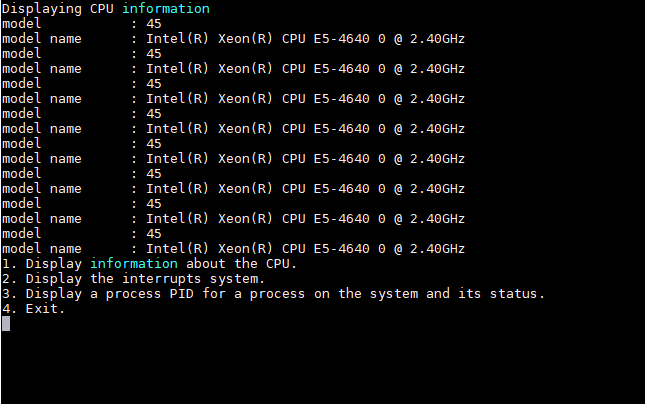 Displaying CPU information
model           : 45
model name      : Intel(R) Xeon(R) CPU E5-4640 0 @ 2.40GHz
model           : 45
model name      : Intel(R) Xeon(R) CPU E5-4640 0 @ 2.40GHz
model           : 45
model name      : Intel(R) Xeon(R) CPU E5-4640 0 @ 2.40GHz
model           : 45
model name      : Intel(R) Xeon(R) CPU E5-4640 0 @ 2.40GHz
model           : 45
model name      : Intel(R) Xeon(R) CPU E5-4640 0 @ 2.40GHz
model           : 45
model name      : Intel(R) Xeon(R) CPU E5-4640 0 @ 2.40GHz
model           : 45
model name      : Intel(R) Xeon(R) CPU E5-4640 0 @ 2.40GHz
model           : 45
model name      : Intel(R) Xeon(R) CPU E5-4640 0 @ 2.40GHz
1. Display information about the CPU.
2. Display the interrupts system.
3. Display a process PID for a process on the system and its status.
4. Exit.